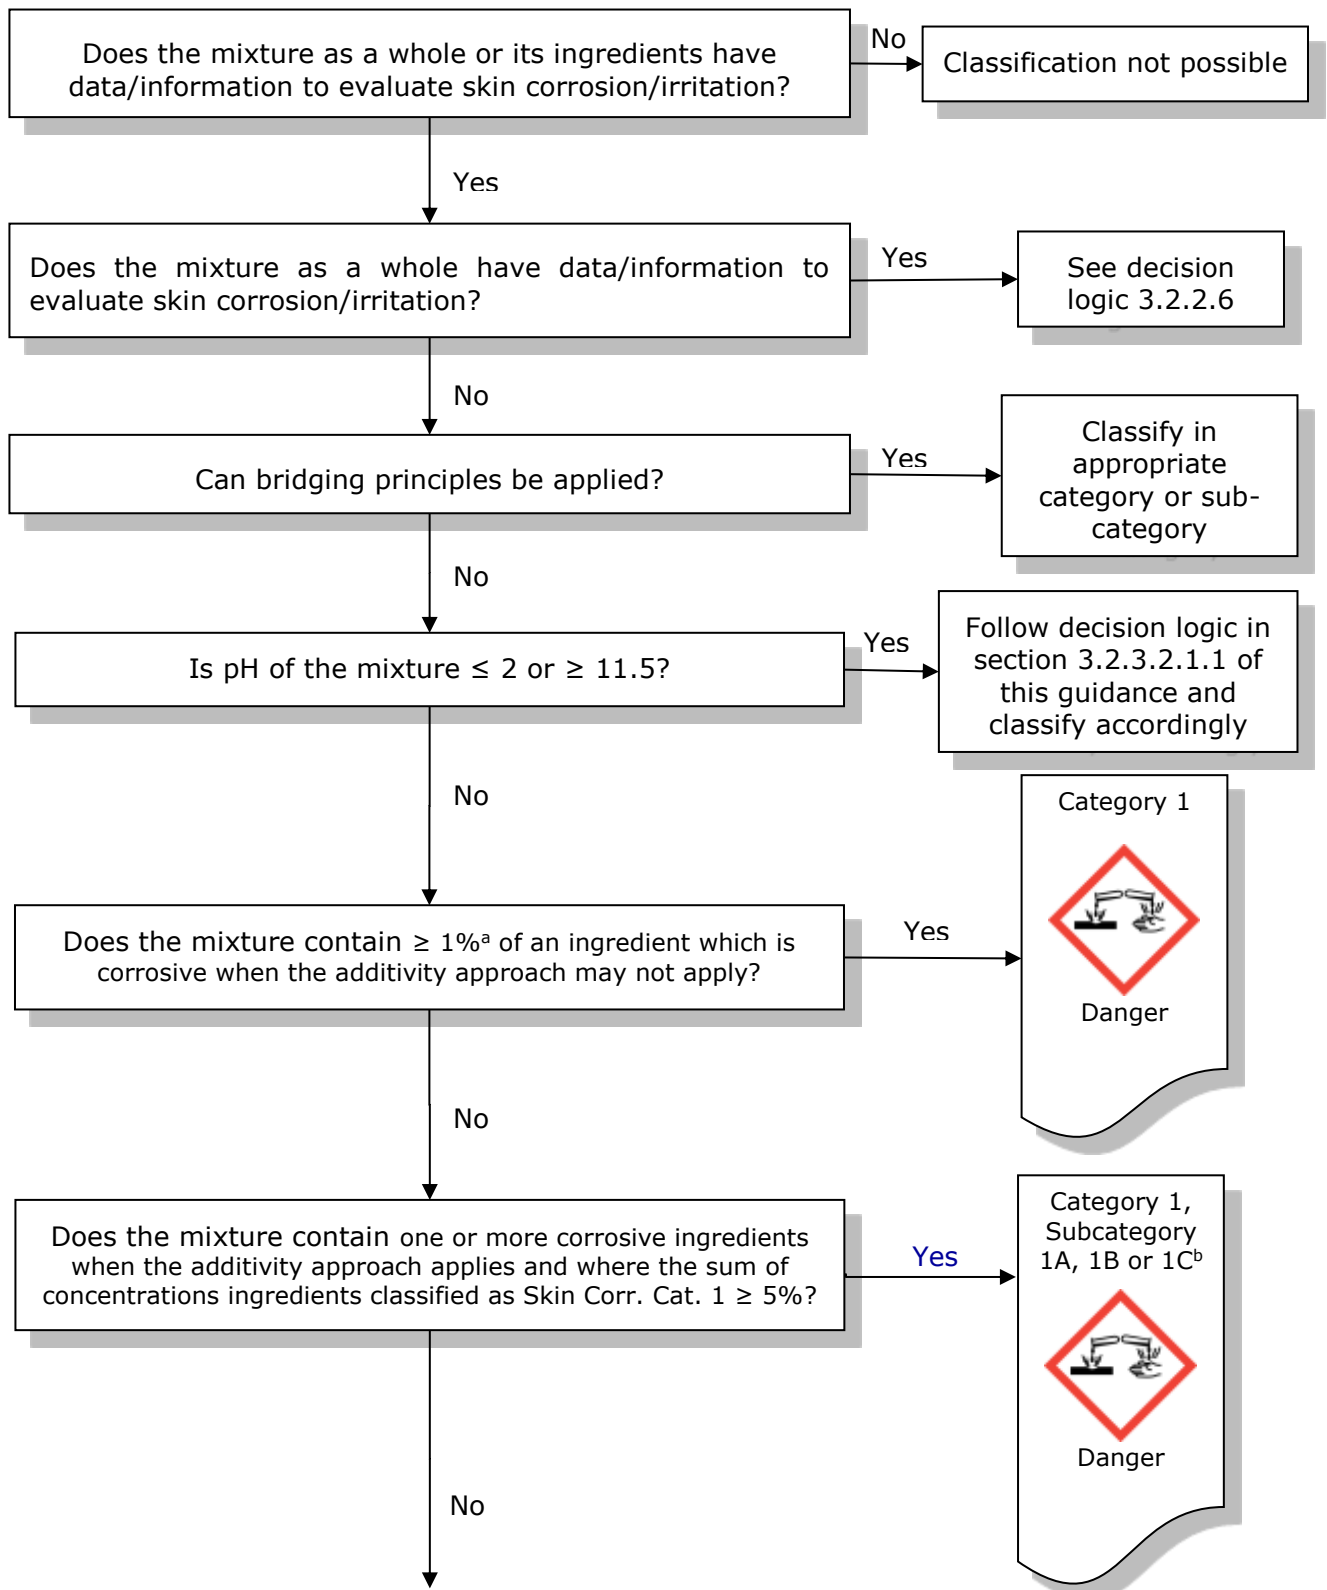 Does the mixture as a whole or its ingredients have
data/information to evaluate skin corrosion/irritation?
No
Classification not possible
Yes
Does the mixture as a whole have data/information to
evaluate skin corrosion/irritation?
Yes
See decision
logic 3.2.2.6
No
Can bridging principles be applied?
Yes
Classify in
appropriate
category or sub-
category
No
Is pH of the mixture ≤ 2 or ≥ 11.5?
Yes
Follow decision logic in
section 3.2.3.2.1.1 of
this guidance and
classify accordingly
No
Does the mixture contain ≥ 1%ᵃ of an ingredient which is
corrosive when the additivity approach may not apply?
Yes
Category 1
Danger
No
Does the mixture contain one or more corrosive ingredients
when the additivity approach applies and where the sum of
concentrations ingredients classified as Skin Corr. Cat. 1 ≥ 5%?
Yes
Category 1,
Subcategory
1A, 1B or 1Cᵇ
Danger
No